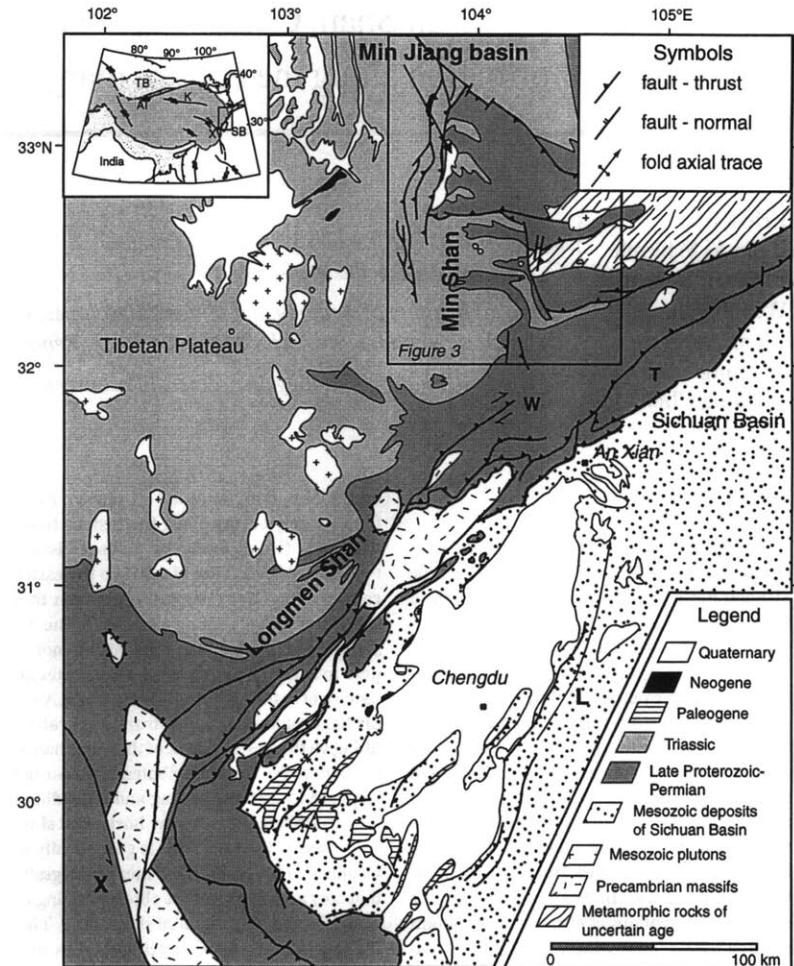 102°
103°
104°
105°E
80° 90° 100°
40°
TB
K
30°
SB
India
Min Jiang basin
Symbols
fault - thrust
fault - normal
fold axial trace
33°N
Min Shan
Tibetan Plateau
Figure 3
32°
W
T
Sichuan Basin
An Xian
Longmen Shan
31°
Chengdu
L
30°
X
Legend
Quaternary
Neogene
Paleogene
Triassic
Late Proterozoic-
Permian
Mesozoic deposits
of Sichuan Basin
Mesozoic plutons
Precambrian massifs
Metamorphic rocks of
uncertain age
0 100 km